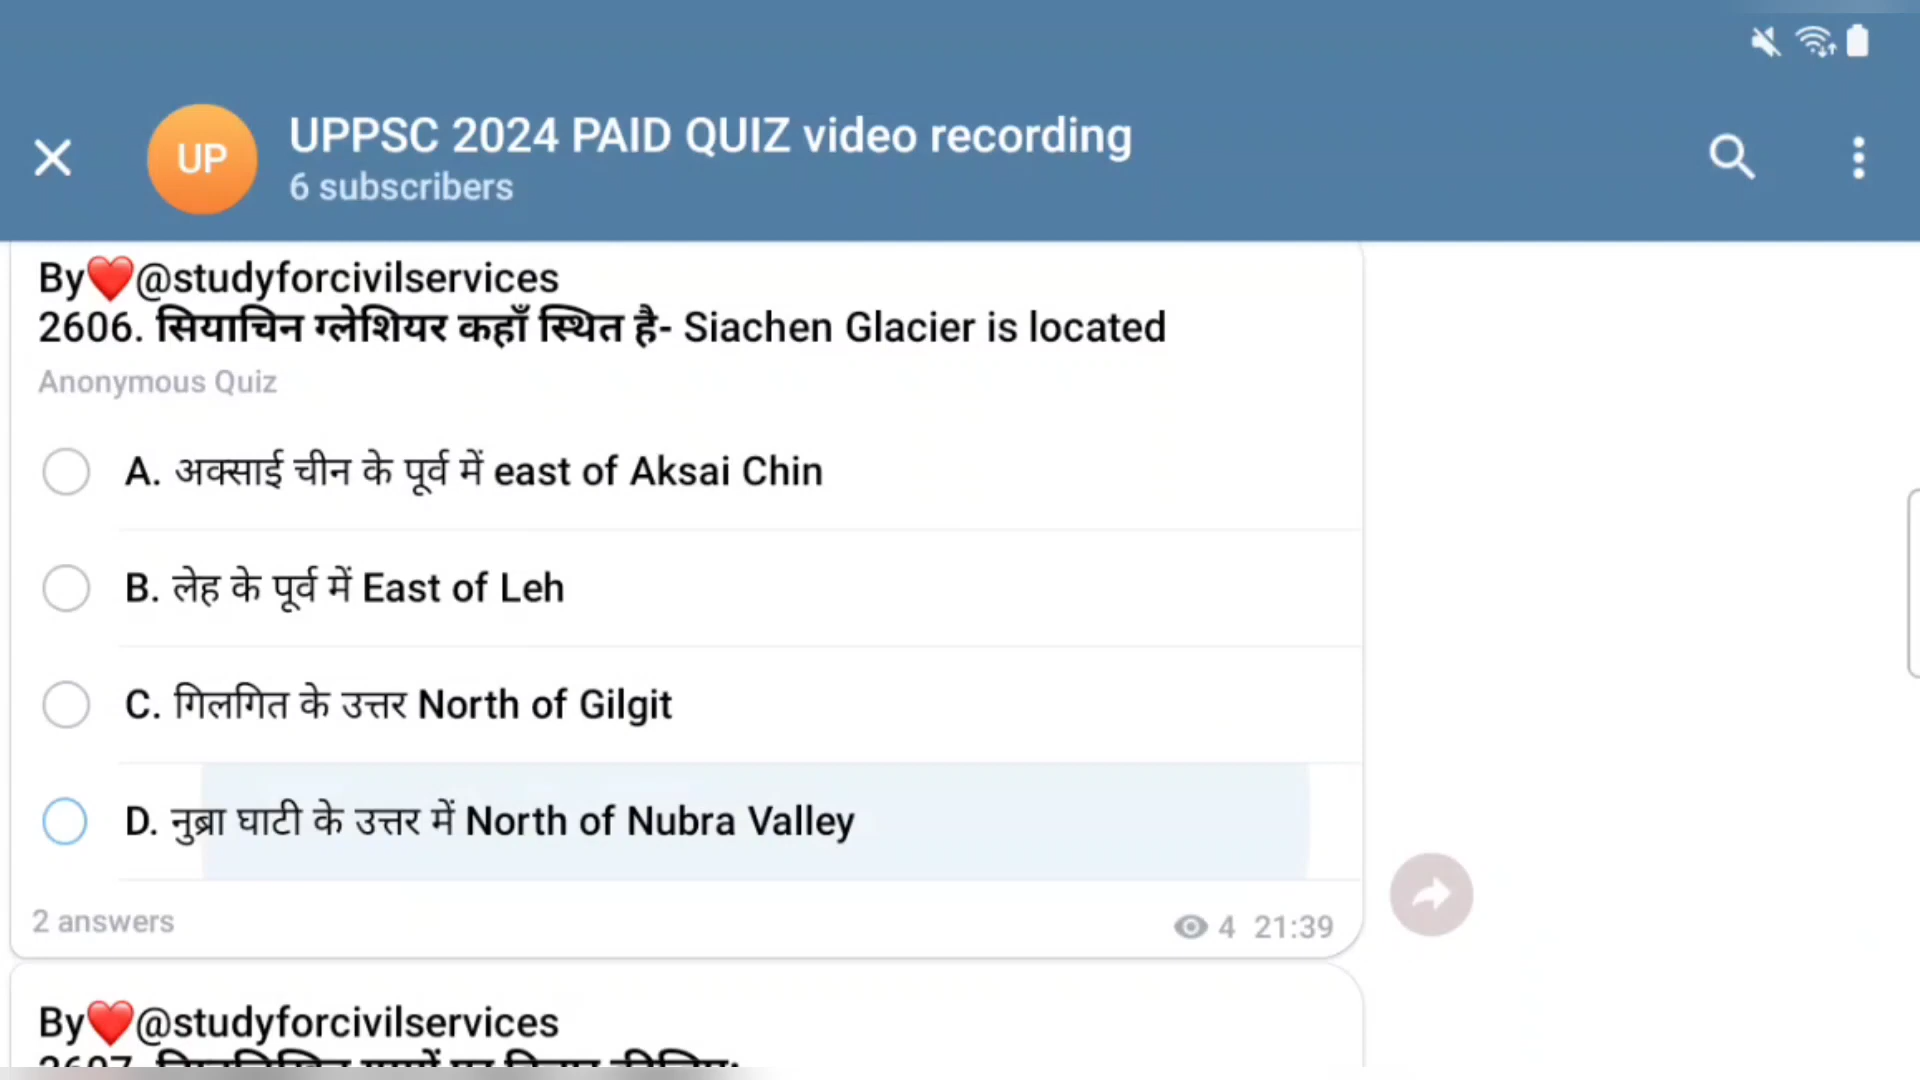 UP
UPPSC 2024 PAID QUIZ video recording
6 subscribers
By❤️@studyforcivilservices
2606. सियाचिन ग्लेशियर कहाँ स्थित है- Siachen Glacier is located
Anonymous Quiz
A. अक्साई चीन के पूर्व में east of Aksai Chin
B. लेह के पूर्व में East of Leh
C. गिलगित के उत्तर North of Gilgit
D. नुब्रा घाटी के उत्तर में North of Nubra Valley
2 answers
4 21:39
By❤️@studyforcivilservices